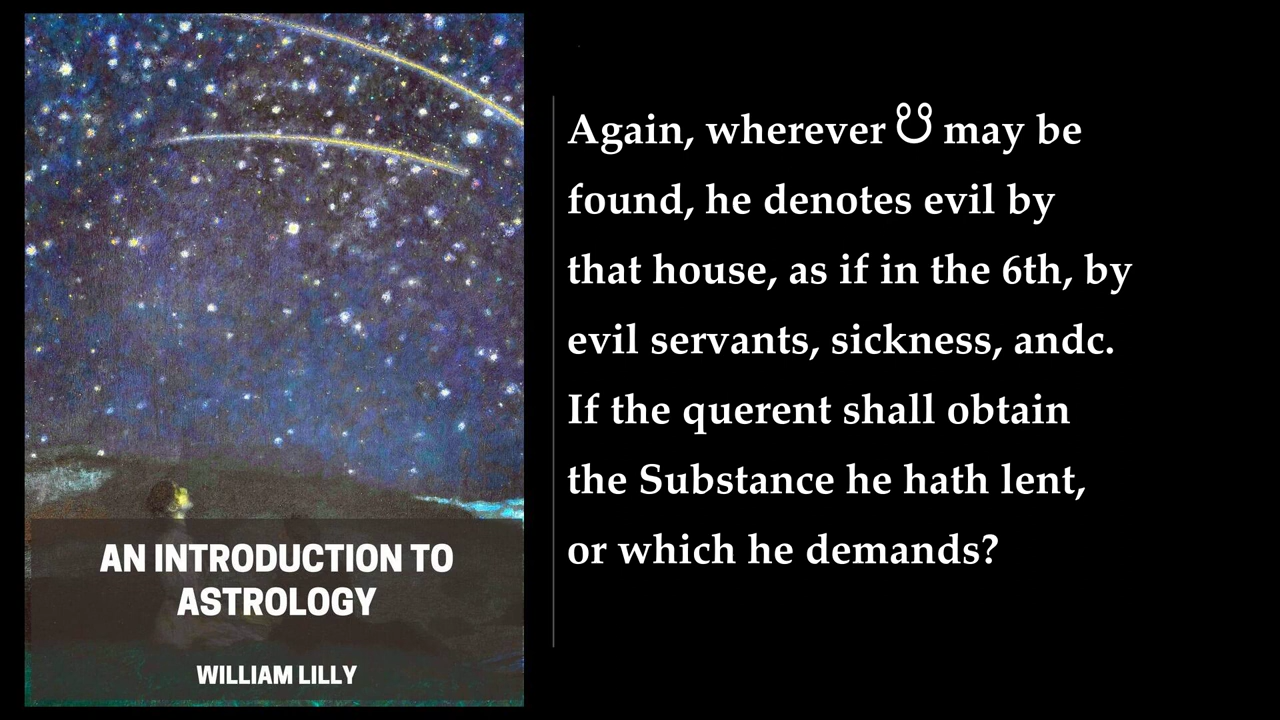 AN INTRODUCTION TO
ASTROLOGY
WILLIAM LILLY
Again, wherever ☋ may be
found, he denotes evil by
that house, as if in the 6th, by
evil servants, sickness, andc.
If the querent shall obtain
the Substance he hath lent,
or which he demands?